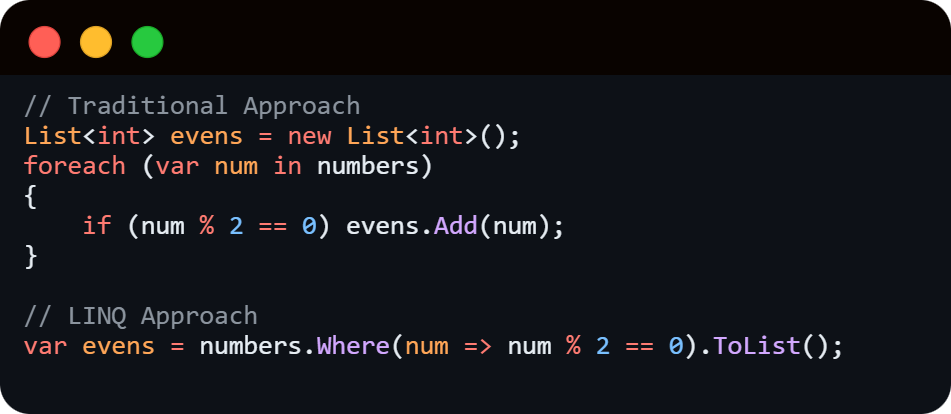 // Traditional Approach
List<int> evens = new List<int>();
foreach (var num in numbers)
{
    if (num % 2 == 0) evens.Add(num);
}

// LINQ Approach
var evens = numbers.Where(num => num % 2 == 0).ToList();